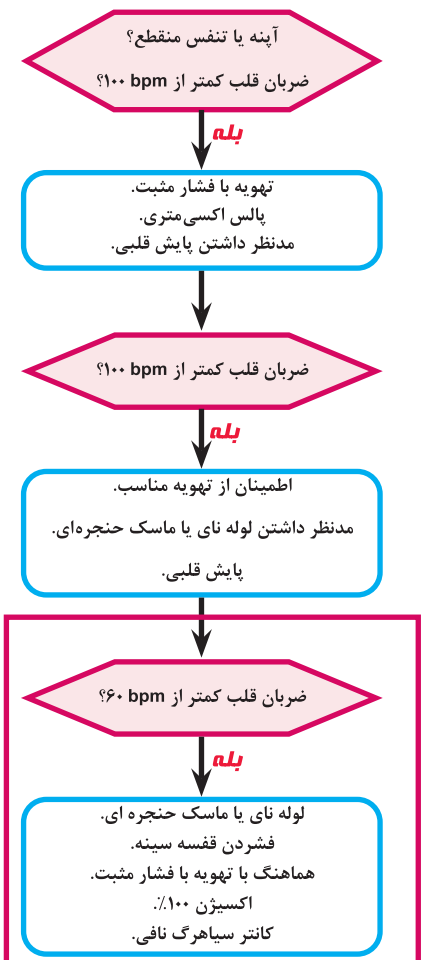 آپنه یا تنفس منقطع؟
ضربان قلب کمتر از ۱۰۰ bpm؟
بله
تهویه با فشار مثبت.
پالس اکسی‌متری.
مدنظر داشتن پایش قلبی.
ضربان قلب کمتر از ۱۰۰ bpm؟
بله
اطمینان از تهویه مناسب.
مدنظر داشتن لوله نای یا ماسک حنجره‌ای.
پایش قلبی.
ضربان قلب کمتر از ۶۰ bpm؟
بله
لوله نای یا ماسک حنجره ای.
فشردن قفسه سینه.
هماهنگ با تهویه با فشار مثبت.
اکسیژن ۱۰۰٪.
کانتر سیاهرگ نافی.